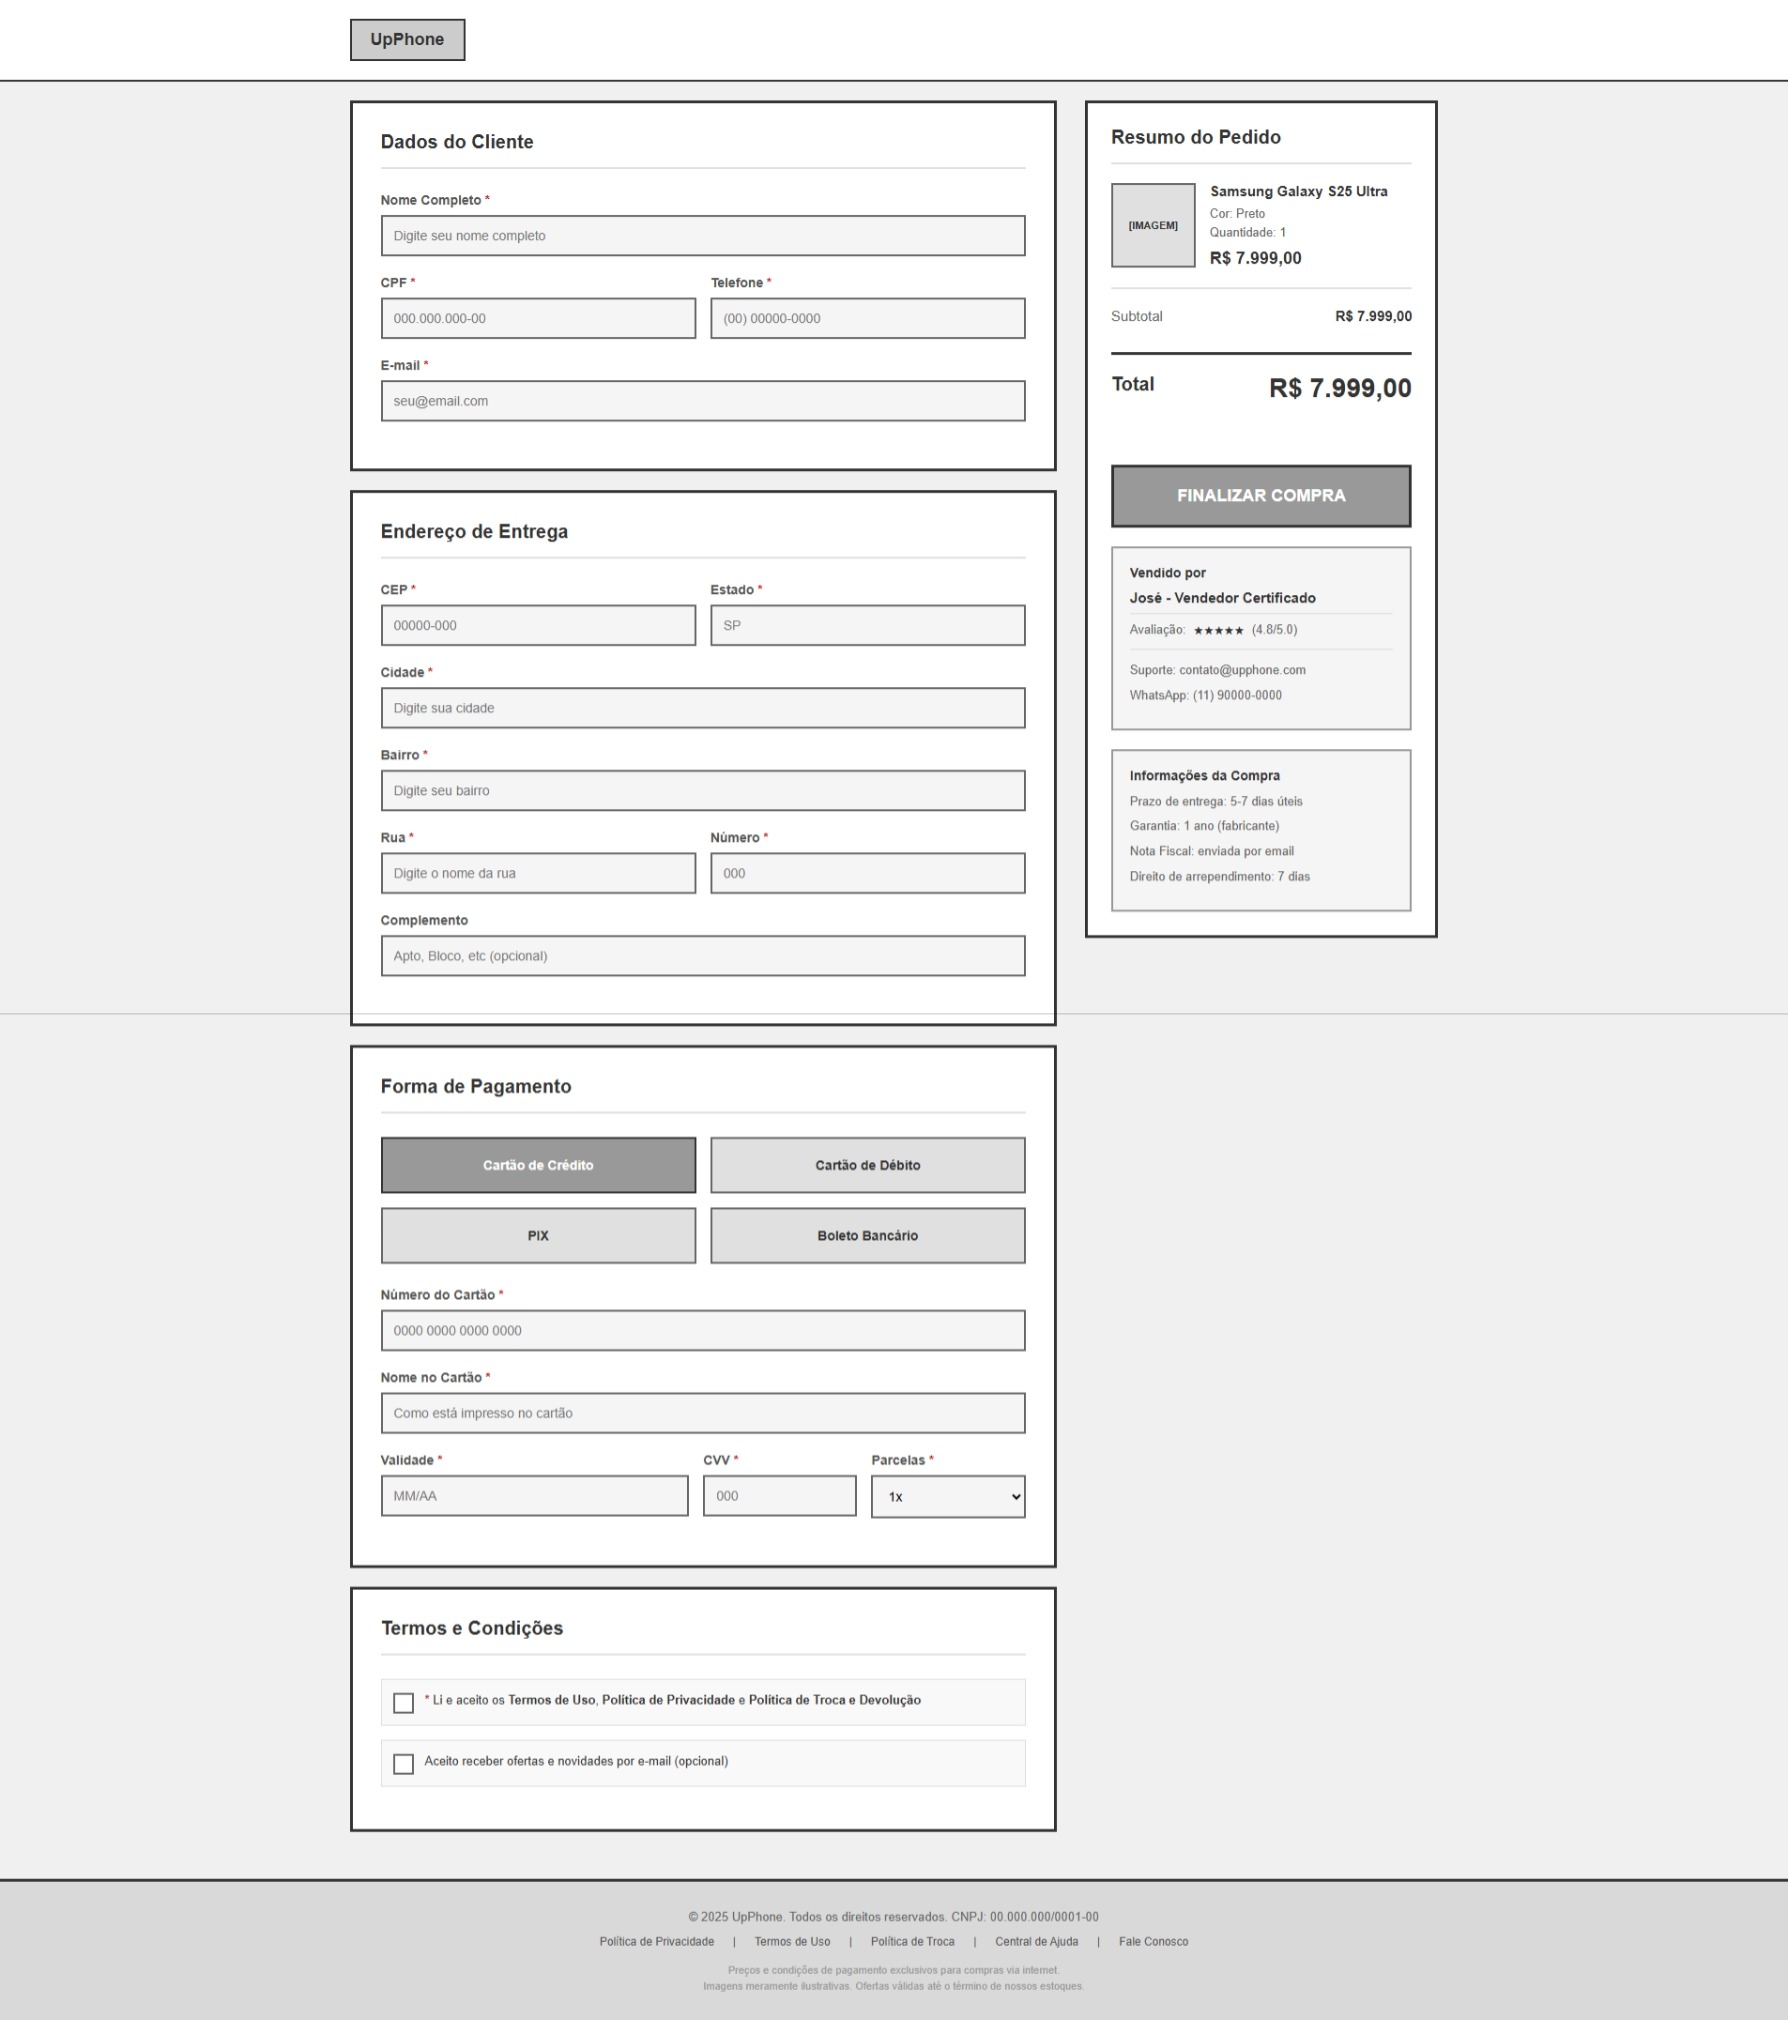 UpPhone
Dados do Cliente
Nome Completo *
Digite seu nome completo
CPF *
Telefone *
000.000.000-00
(00) 00000-0000
E-mail *
seu@email.com
Endereço de Entrega
CEP *
Estado *
00000-000
SP
Cidade *
Digite sua cidade
Bairro *
Digite seu bairro
Rua *
Número *
Digite o nome da rua
000
Complemento
Apto, Bloco, etc (opcional)
Forma de Pagamento
Cartão de Crédito
Cartão de Débito
PIX
Boleto Bancário
Número do Cartão *
0000 0000 0000 0000
Nome no Cartão *
Como está impresso no cartão
Validade *
CVV *
Parcelas *
MM/AA
000
1x
Termos e Condições
* Li e aceito os Termos de Uso, Política de Privacidade e Política de Troca e Devolução
Aceito receber ofertas e novidades por e-mail (opcional)
Resumo do Pedido
[IMAGEM]
Samsung Galaxy S25 Ultra
Cor: Preto
Quantidade: 1
R$ 7.999,00
Subtotal R$ 7.999,00
Total R$ 7.999,00
FINALIZAR COMPRA
Vendido por
José - Vendedor Certificado
Avaliação: ★★★★★ (4.8/5.0)
Suporte: contato@upphone.com
WhatsApp: (11) 90000-0000
Informações da Compra
Prazo de entrega: 5-7 dias úteis
Garantia: 1 ano (fabricante)
Nota Fiscal: enviada por email
Direito de arrependimento: 7 dias
© 2025 UpPhone. Todos os direitos reservados. CNPJ: 00.000.000/0001-00
Política de Privacidade | Termos de Uso | Política de Troca | Central de Ajuda | Fale Conosco
Preços e condições de pagamento exclusivos para compras via internet.
Imagens meramente ilustrativas. Ofertas válidas até o término de nossos estoques.